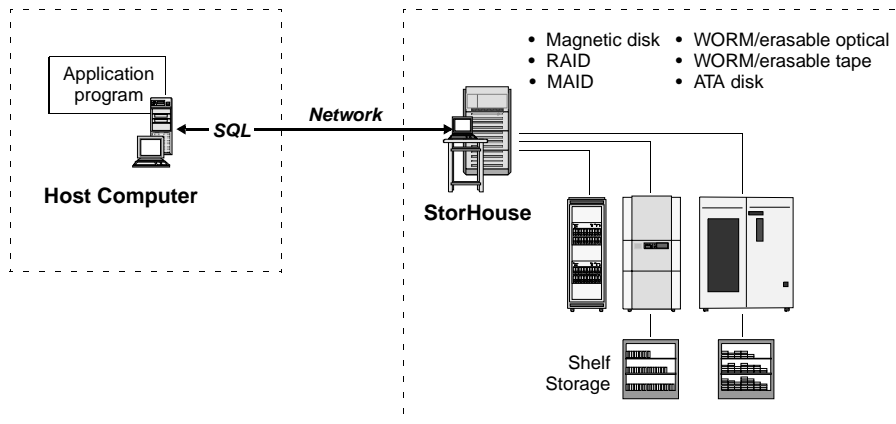 Application
program
SQL
Network
Host Computer
StorHouse
• Magnetic disk
• RAID
• MAID
• WORM/erasable optical
• WORM/erasable tape
• ATA disk
Shelf
Storage